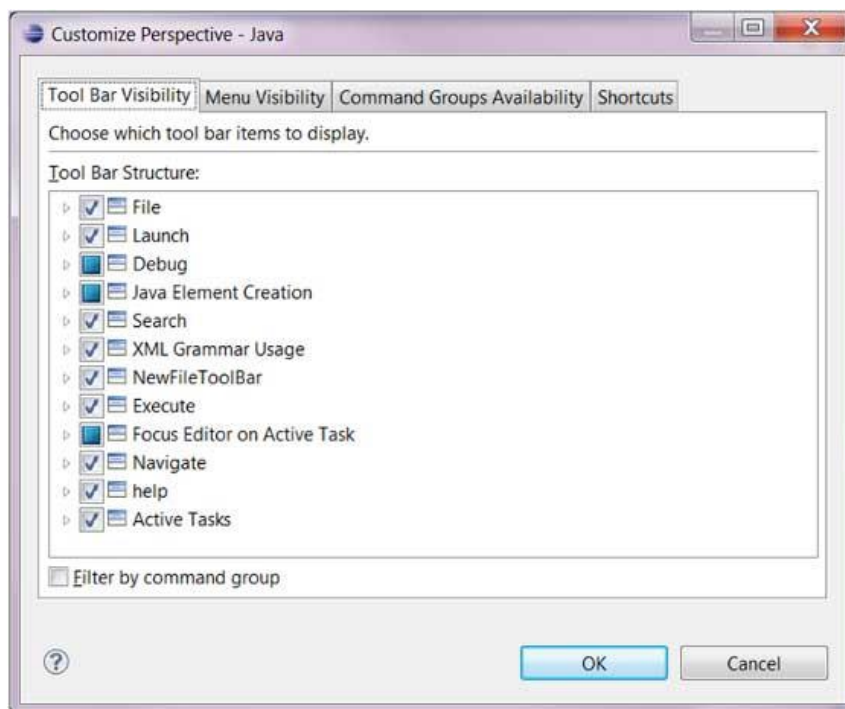 Customize Perspective - Java
Tool Bar Visibility Menu Visibility Command Groups Availability Shortcuts
Choose which tool bar items to display.
Tool Bar Structure:
File
Launch
Debug
Java Element Creation
Search
XML Grammar Usage
NewFileToolBar
Execute
Focus Editor on Active Task
Navigate
help
Active Tasks
Filter by command group
? OK Cancel